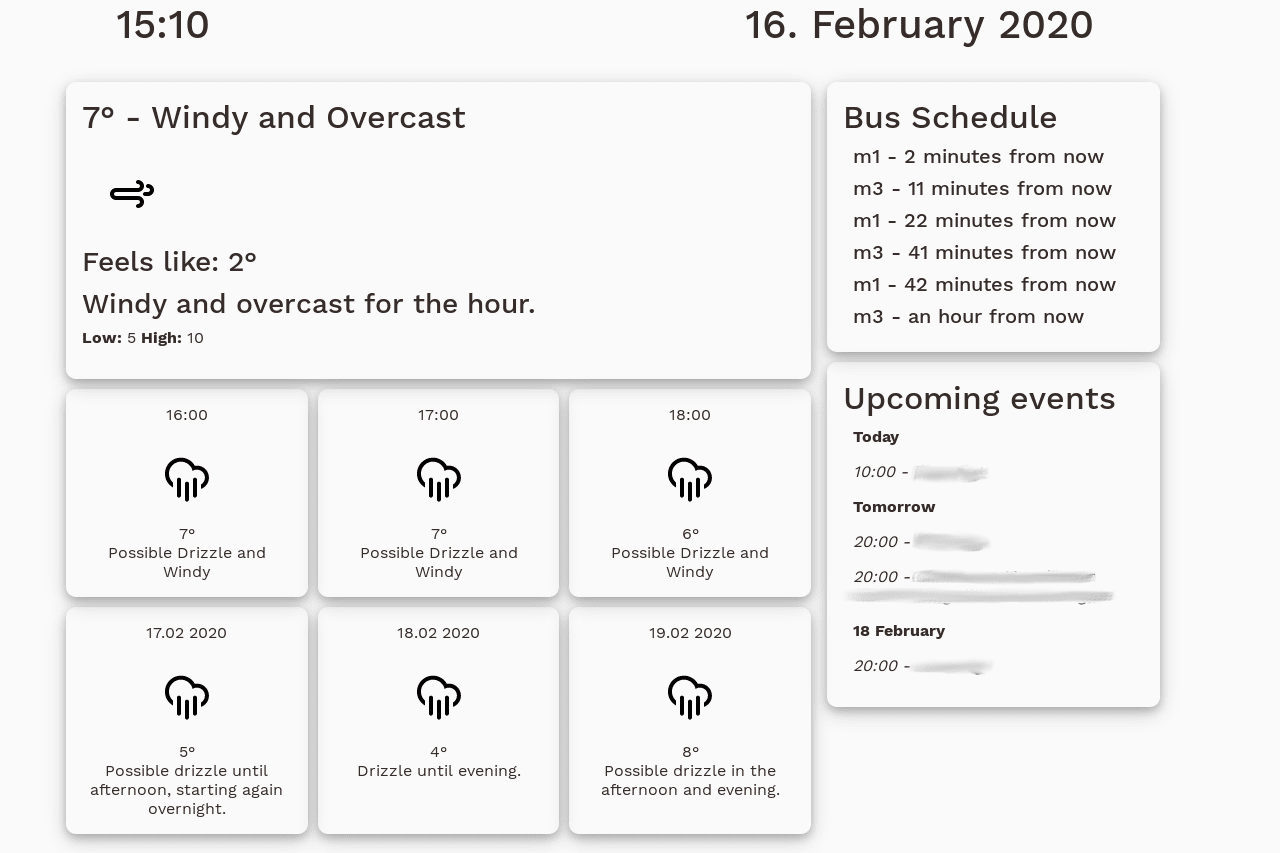 15:10
16. February 2020
7° - Windy and Overcast
Feels like: 2°
Windy and overcast for the hour.
Low: 5 High: 10
16:00
7°
Possible Drizzle and
Windy
17:00
7°
Possible Drizzle and
Windy
18:00
6°
Possible Drizzle and
Windy
17.02 2020
5°
Possible drizzle until
afternoon, starting again
overnight.
18.02 2020
4°
Drizzle until evening.
19.02 2020
8°
Possible drizzle in the
afternoon and evening.
Bus Schedule
m1 - 2 minutes from now
m3 - 11 minutes from now
m1 - 22 minutes from now
m3 - 41 minutes from now
m1 - 42 minutes from now
m3 - an hour from now
Upcoming events
Today
10:00 -
Tomorrow
20:00 -
20:00 -
18 February
20:00 -